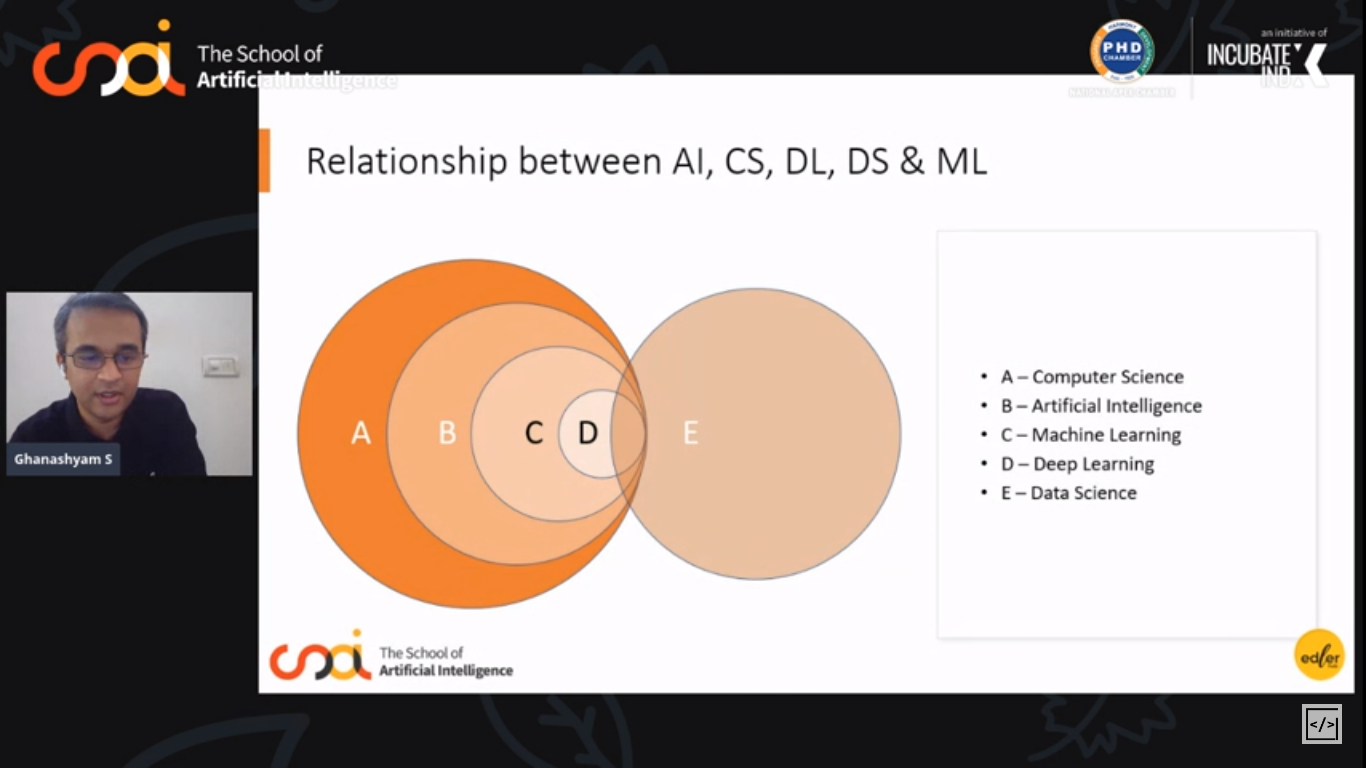 The School of
Artificial Intelligence
PHD
CHAMBER
NATIONAL APEX CHAMBER
an initiative of
INCUBATE
IND
Relationship between AI, CS, DL, DS & ML
A B C D E
• A – Computer Science
• B – Artificial Intelligence
• C – Machine Learning
• D – Deep Learning
• E – Data Science
Ghanashyam S
The School of
Artificial Intelligence
edler
</>